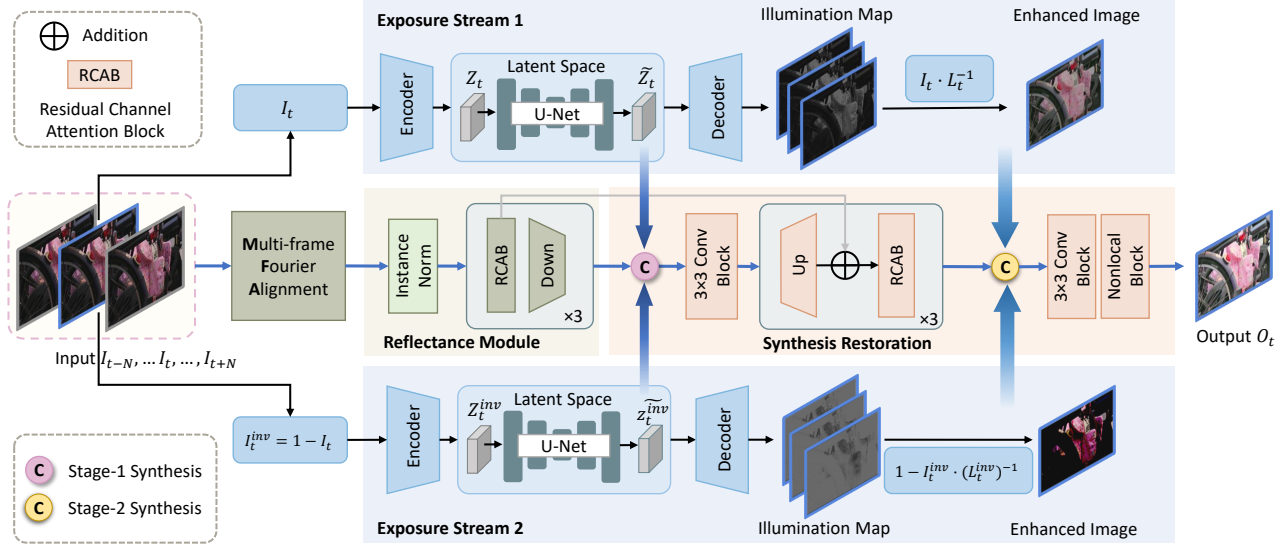 Exposure Stream 1
Illumination Map
Enhanced Image
Addition
RCAB
Residual Channel
Attention Block
I_t
Encoder
Latent Space
Z_t
U-Net
\widetilde{Z_t}
Decoder
I_t · L_t^{-1}
Multi-frame
Fourier
Alignment
Instance
Norm
RCAB
Down
×3
Reflectance Module
C
3×3 Conv
Block
Up
RCAB
×3
Synthesis Restoration
C
3×3 Conv
Block
Nonlocal
Block
Output O_t
Input I_{t−N}, … I_t, … , I_{t+N}
I_t^{inv} = 1 − I_t
Encoder
Latent Space
Z_t^{inv}
U-Net
\widetilde{z_t^{inv}}
Decoder
1 − I_t^{inv} · (L_t^{inv})^{-1}
C Stage-1 Synthesis
C Stage-2 Synthesis
Exposure Stream 2
Illumination Map
Enhanced Image